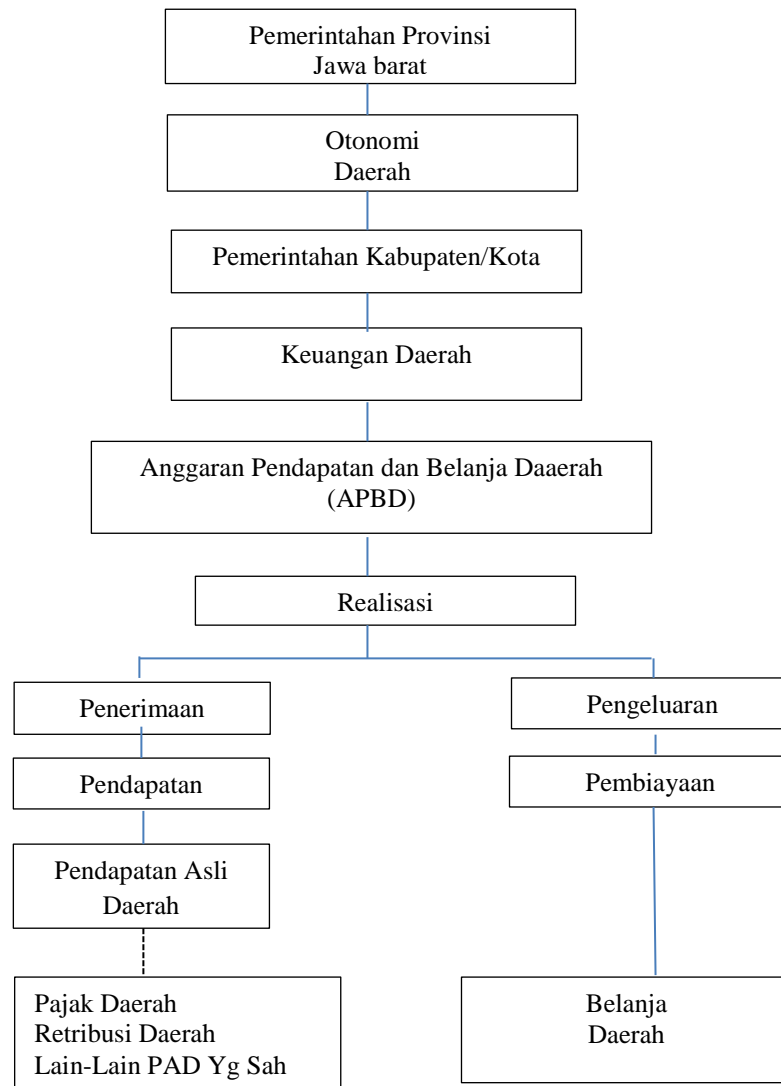 Pemerintahan Provinsi
Jawa barat
Otonomi
Daerah
Pemerintahan Kabupaten/Kota
Keuangan Daerah
Anggaran Pendapatan dan Belanja Daaerah
(APBD)
Realisasi
Penerimaan
Pengeluaran
Pendapatan
Pembiayaan
Pendapatan Asli
Daerah
Pajak Daerah
Retribusi Daerah
Lain-Lain PAD Yg Sah
Belanja
Daerah